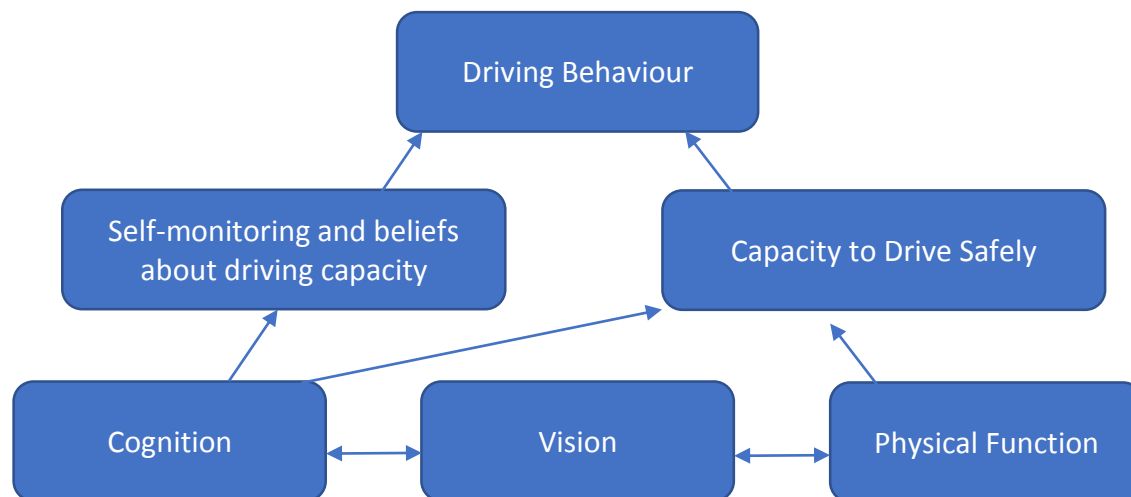 Driving Behaviour
Self-monitoring and beliefs
about driving capacity
Capacity to Drive Safely
Cognition
Vision
Physical Function